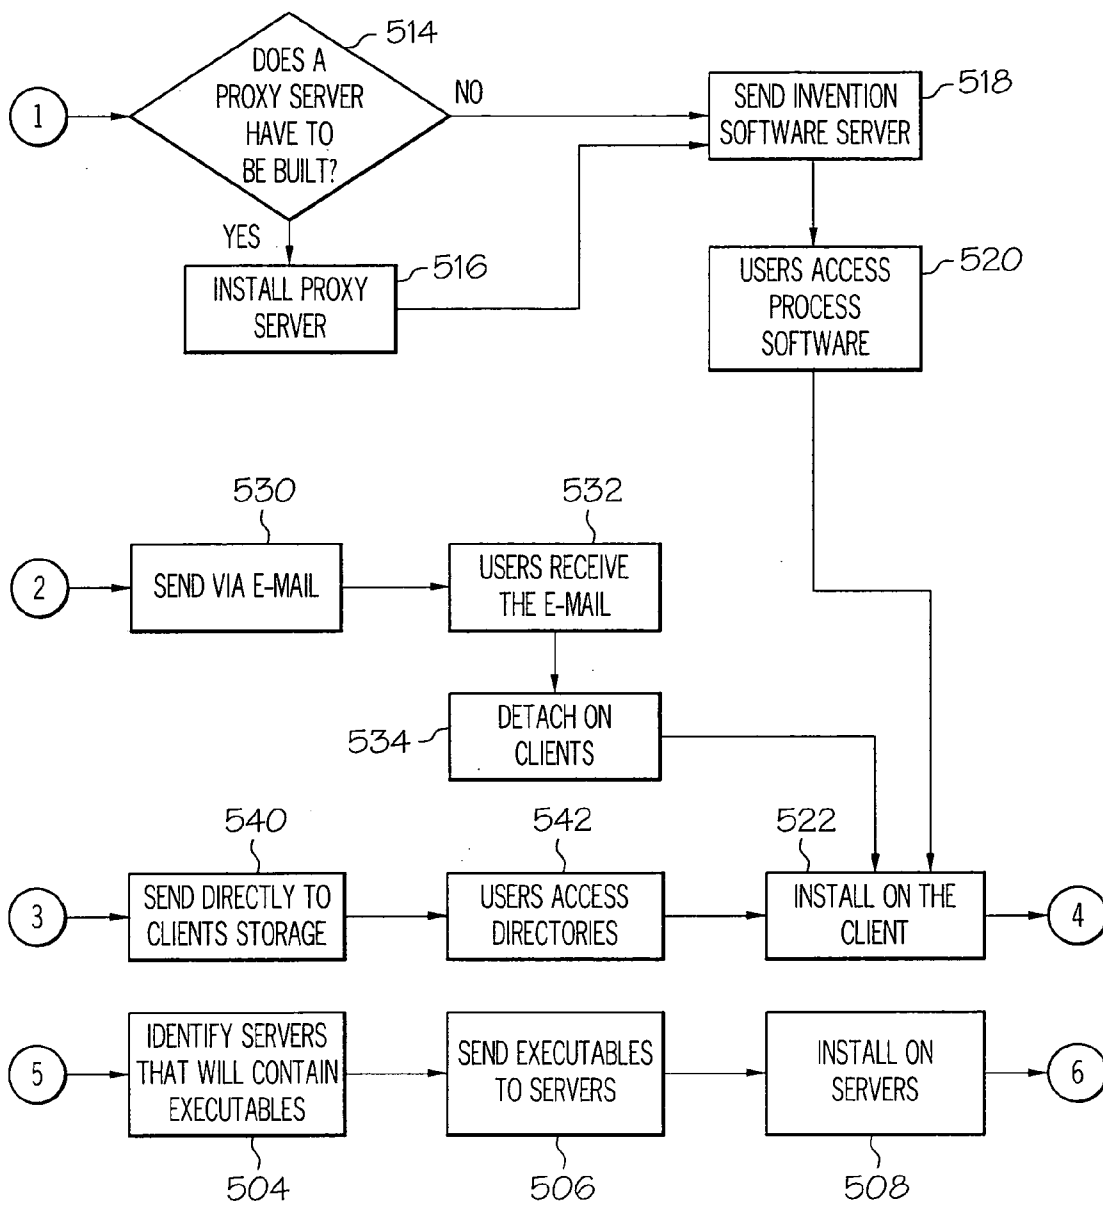 514
DOES A
PROXY SERVER
HAVE TO
BE BUILT?
1
NO
SEND INVENTION
SOFTWARE SERVER
518
YES
516
INSTALL PROXY
SERVER
USERS ACCESS
PROCESS
SOFTWARE
520
530
532
2
SEND VIA E-MAIL
USERS RECEIVE
THE E-MAIL
534
DETACH ON
CLIENTS
540
542
522
3
SEND DIRECTLY TO
CLIENTS STORAGE
USERS ACCESS
DIRECTORIES
INSTALL ON THE
CLIENT
4
5
IDENTIFY SERVERS
THAT WILL CONTAIN
EXECUTABLES
SEND EXECUTABLES
TO SERVERS
INSTALL ON
SERVERS
6
504
506
508